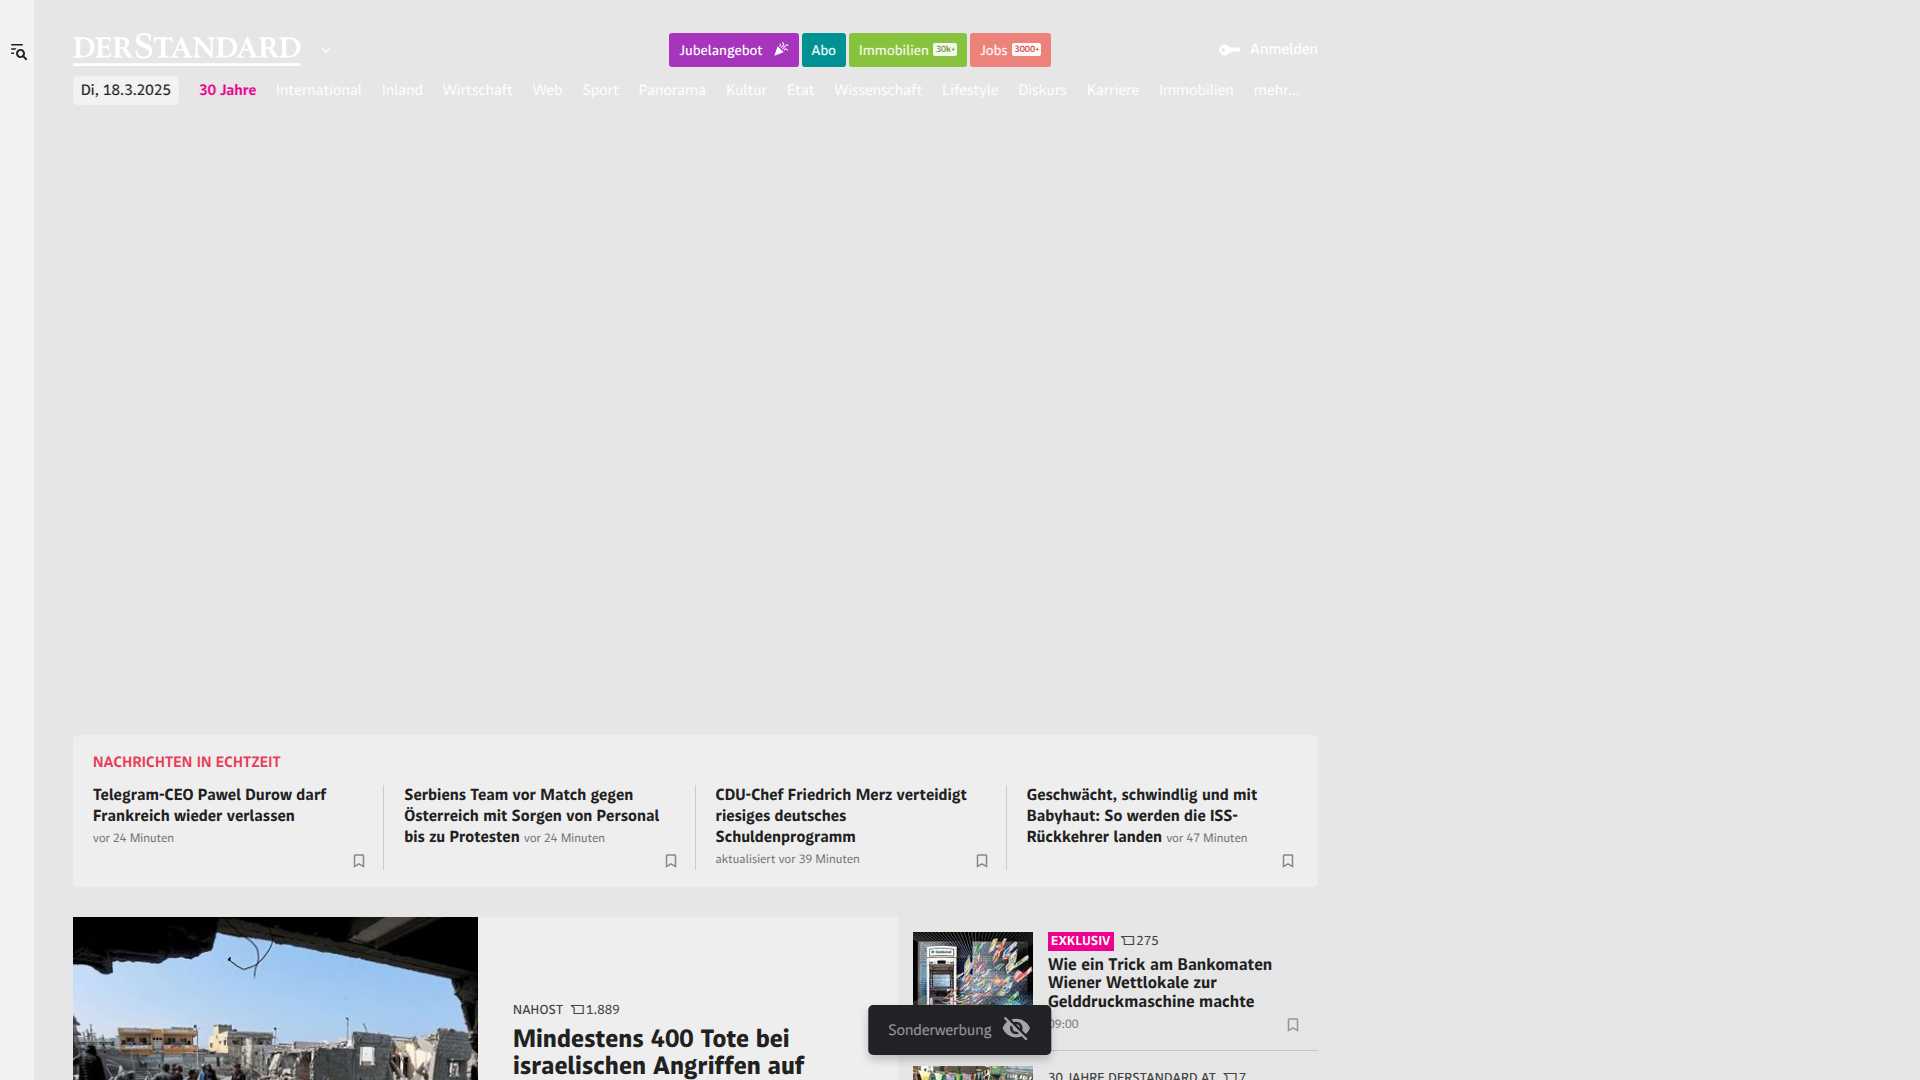 DERSTANDARD
Jubelangebot
Abo
Immobilien 30k+
Jobs 3000+
Anmelden
Di, 18.3.2025
30 Jahre
International
Inland
Wirtschaft
Web
Sport
Panorama
Kultur
Etat
Wissenschaft
Lifestyle
Diskurs
Karriere
Immobilien
mehr...
NACHRICHTEN IN ECHTZEIT
Telegram-CEO Pawel Durow darf
Frankreich wieder verlassen
vor 24 Minuten
Serbiens Team vor Match gegen
Österreich mit Sorgen von Personal
bis zu Protesten vor 24 Minuten
CDU-Chef Friedrich Merz verteidigt
riesiges deutsches
Schuldenprogramm
aktualisiert vor 39 Minuten
Geschwächt, schwindlig und mit
Babyhaut: So werden die ISS-
Rückkehrer landen vor 47 Minuten
NAHOST 1.889
Mindestens 400 Tote bei
israelischen Angriffen auf
EXKLUSIV 275
Wie ein Trick am Bankomaten
Wiener Wettlokale zur
Gelddruckmaschine machte
09:00
Sonderwerbung
30 JAHRE DERSTANDARD.AT 7